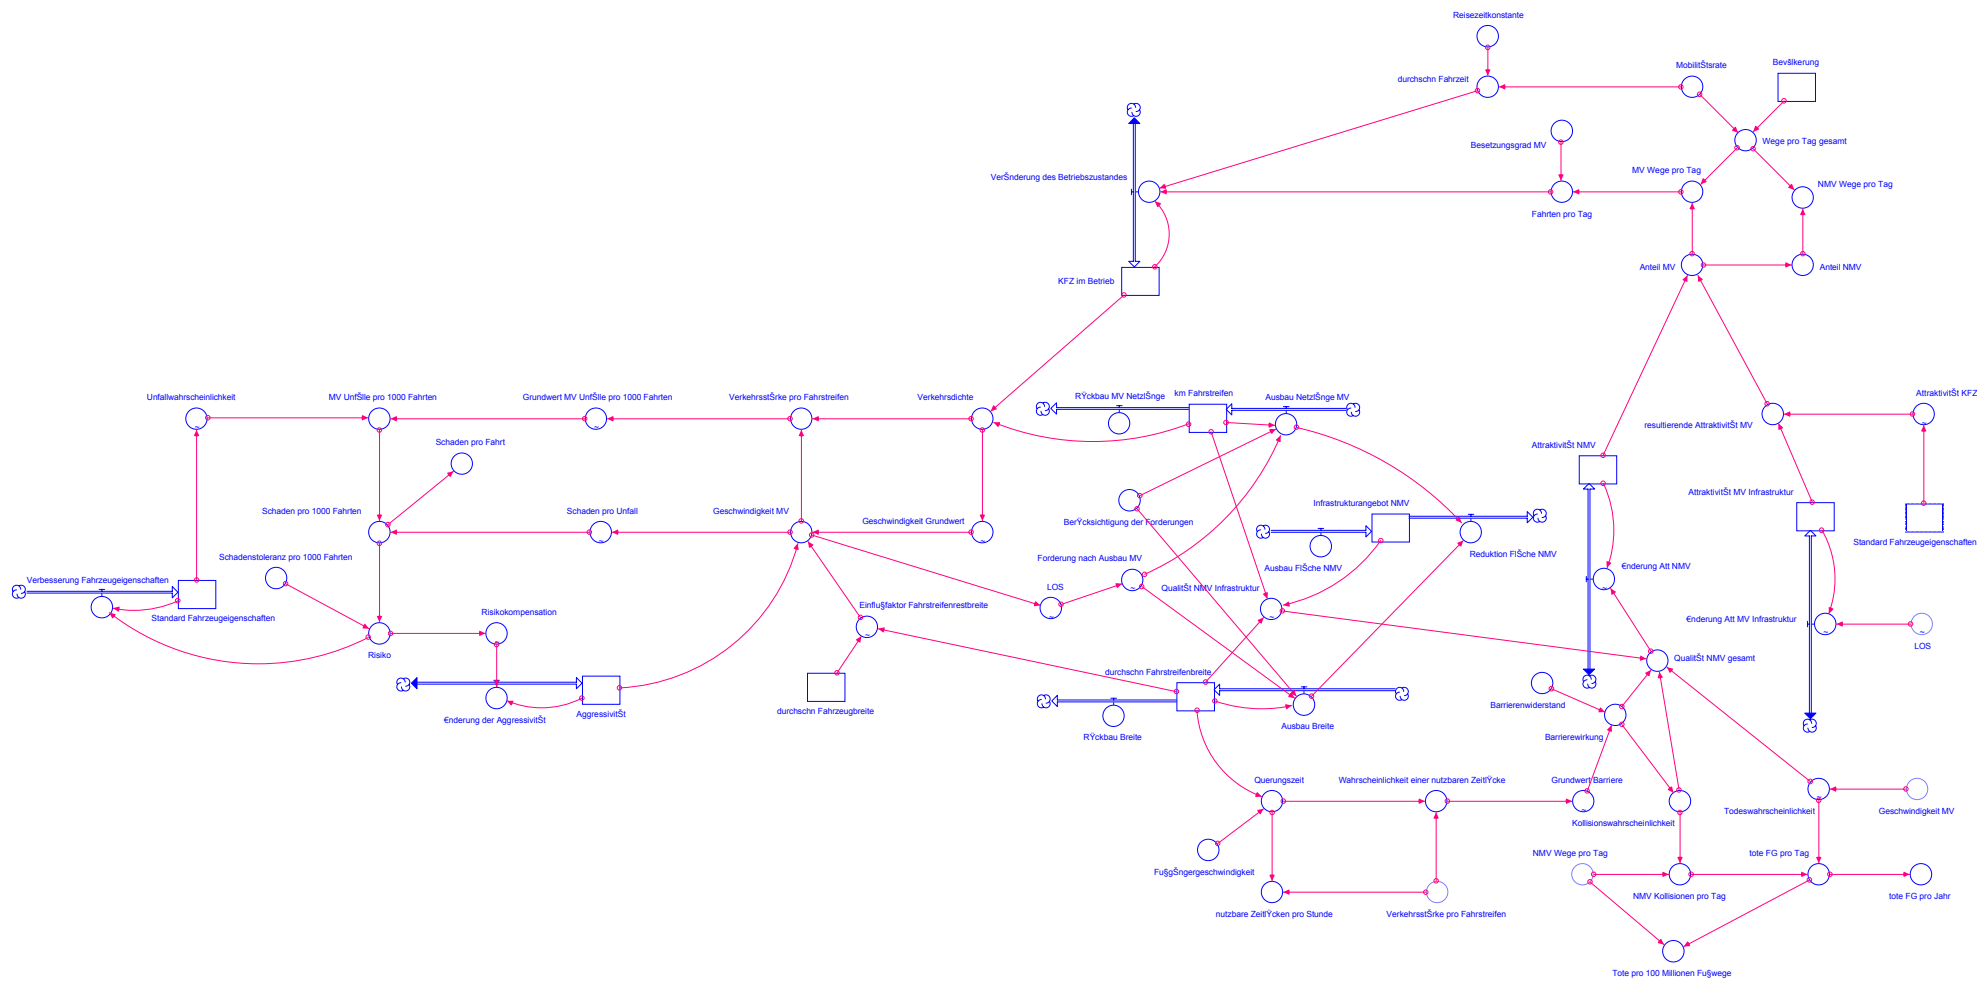 Reisezeitkonstante
durchschn Fahrzeit
MobilitŠtsrate
Bevšlkerung
Besetzungsgrad MV
Wege pro Tag gesamt
VerŠnderung des Betriebszustandes
MV Wege pro Tag
NMV Wege pro Tag
Fahrten pro Tag
Anteil MV
Anteil NMV
KFZ im Betrieb
Unfallwahrscheinlichkeit
MV UnfŠlle pro 1000 Fahrten
Grundwert MV UnfŠlle pro 1000 Fahrten
VerkehrsstŠrke pro Fahrstreifen
Verkehrsdichte
RŸckbau MV NetzlŠnge
km Fahrstreifen
Ausbau NetzlŠnge MV
AttraktivitŠt KFZ
resultierende AttraktivitŠt MV
Schaden pro Fahrt
AttraktivitŠt NMV
Schaden pro 1000 Fahrten
Schaden pro Unfall
Geschwindigkeit MV
Geschwindigkeit Grundwert
BerŸcksichtigung der Forderungen
Infrastrukturangebot NMV
AttraktivitŠt MV Infrastruktur
Standard Fahrzeugeigenschaften
Schadenstoleranz pro 1000 Fahrten
Forderung nach Ausbau MV
Ausbau FlŠche NMV
Reduktion FlŠche NMV
Verbesserung Fahrzeugeigenschaften
LOS
QualitŠt NMV Infrastruktur
€nderung Att NMV
Standard Fahrzeugeigenschaften
Risikokompensation
Einflu§faktor Fahrstreifenrestbreite
€nderung Att MV Infrastruktur
LOS
Risiko
durchschn Fahrstreifenbreite
QualitŠt NMV gesamt
€nderung der AggressivitŠt
AggressivitŠt
durchschn Fahrzeugbreite
RŸckbau Breite
Ausbau Breite
Barrierenwiderstand
Barrierewirkung
Querungszeit
Wahrscheinlichkeit einer nutzbaren ZeitlŸcke
Grundwert Barriere
Kollisionswahrscheinlichkeit
Todeswahrscheinlichkeit
Geschwindigkeit MV
Fu§gŠngergeschwindigkeit
NMV Wege pro Tag
tote FG pro Tag
nutzbare ZeitlŸcken pro Stunde
VerkehrsstŠrke pro Fahrstreifen
NMV Kollisionen pro Tag
tote FG pro Jahr
Tote pro 100 Millionen Fu§wege